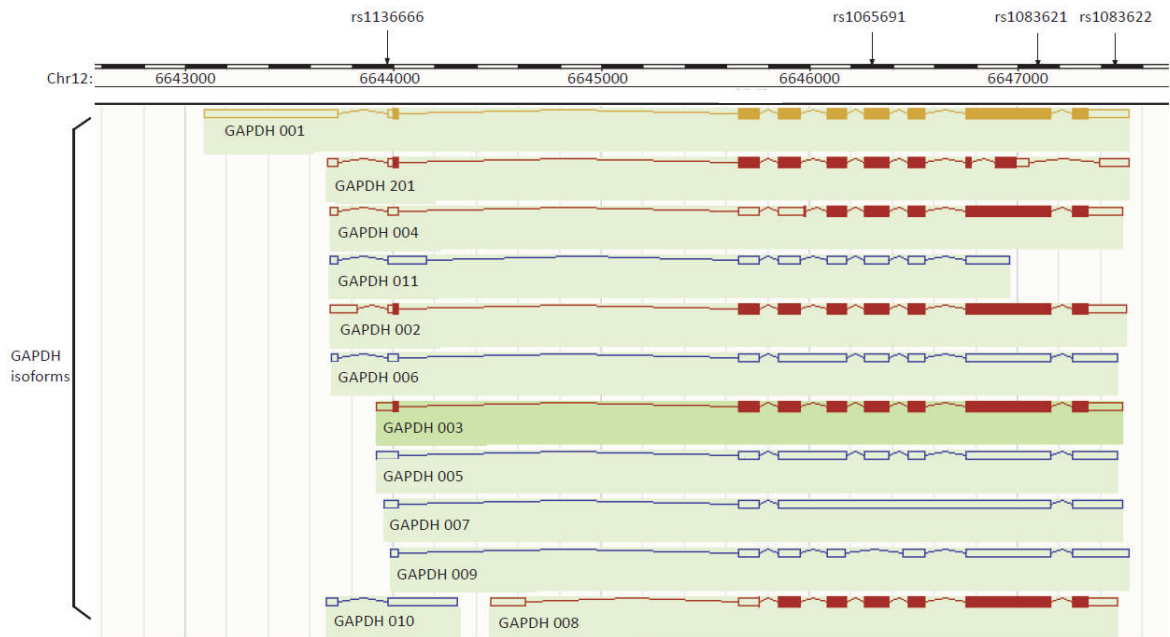 rs1136666 rs1065691 rs1083621 rs1083622
Chr12: 6643000 6644000 6645000 6646000 6647000
GAPDH 001
GAPDH 201
GAPDH 004
GAPDH 011
GAPDH 002
GAPDH
isoforms
GAPDH 006
GAPDH 003
GAPDH 005
GAPDH 007
GAPDH 009
GAPDH 010 GAPDH 008